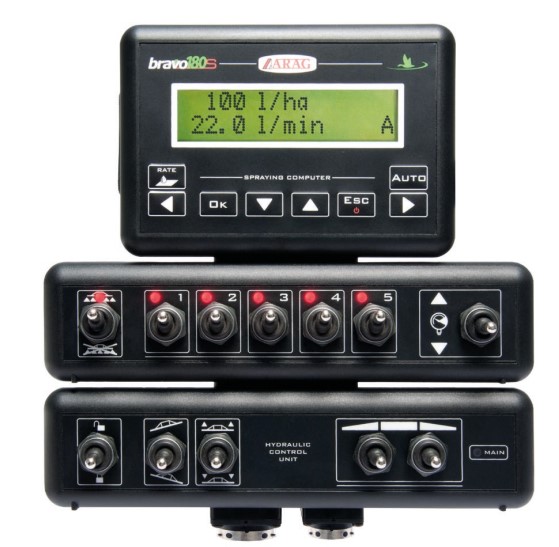 bravo180S ARAG
100 l/ha
22.0 l/min A
RATE
AUTO
SPRAYING COMPUTER
OK
ESC
1 2 3 4 5
HYDRAULIC
CONTROL
UNIT
MAIN